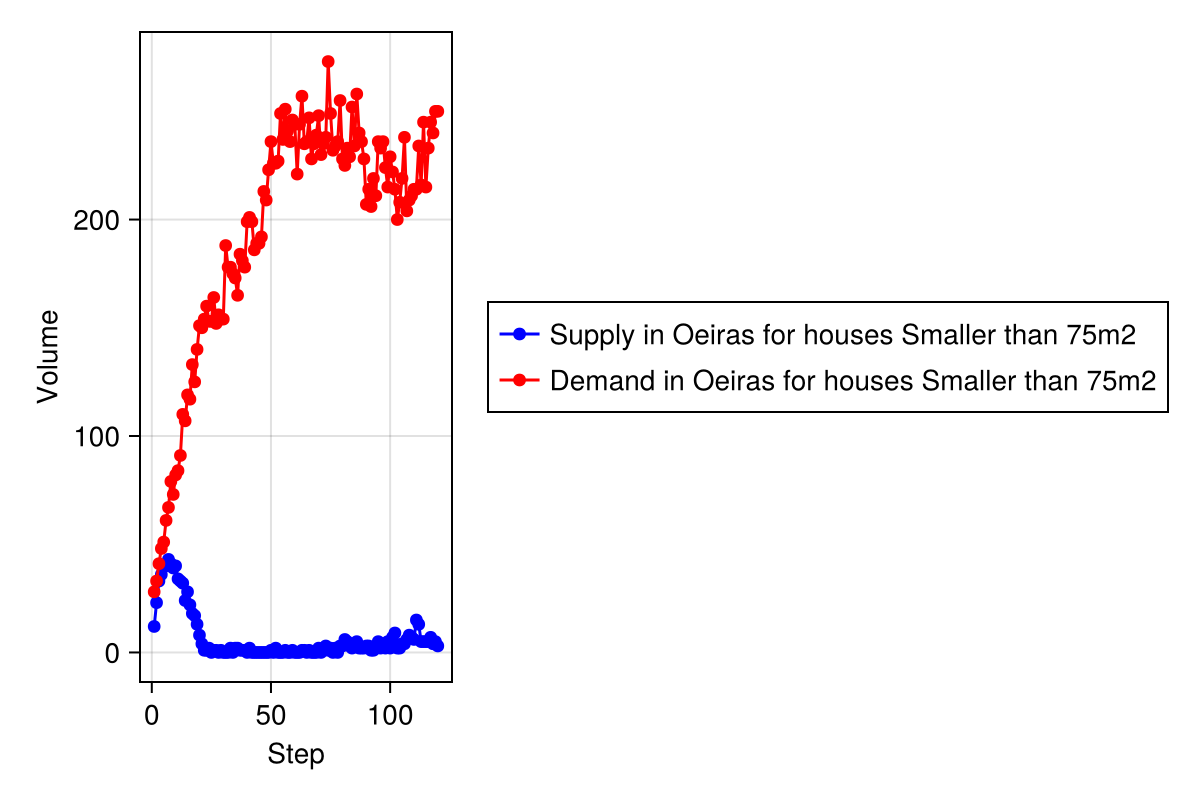 Volume
200
100
0
0 50 100
Step
Supply in Oeiras for houses Smaller than 75m2
Demand in Oeiras for houses Smaller than 75m2